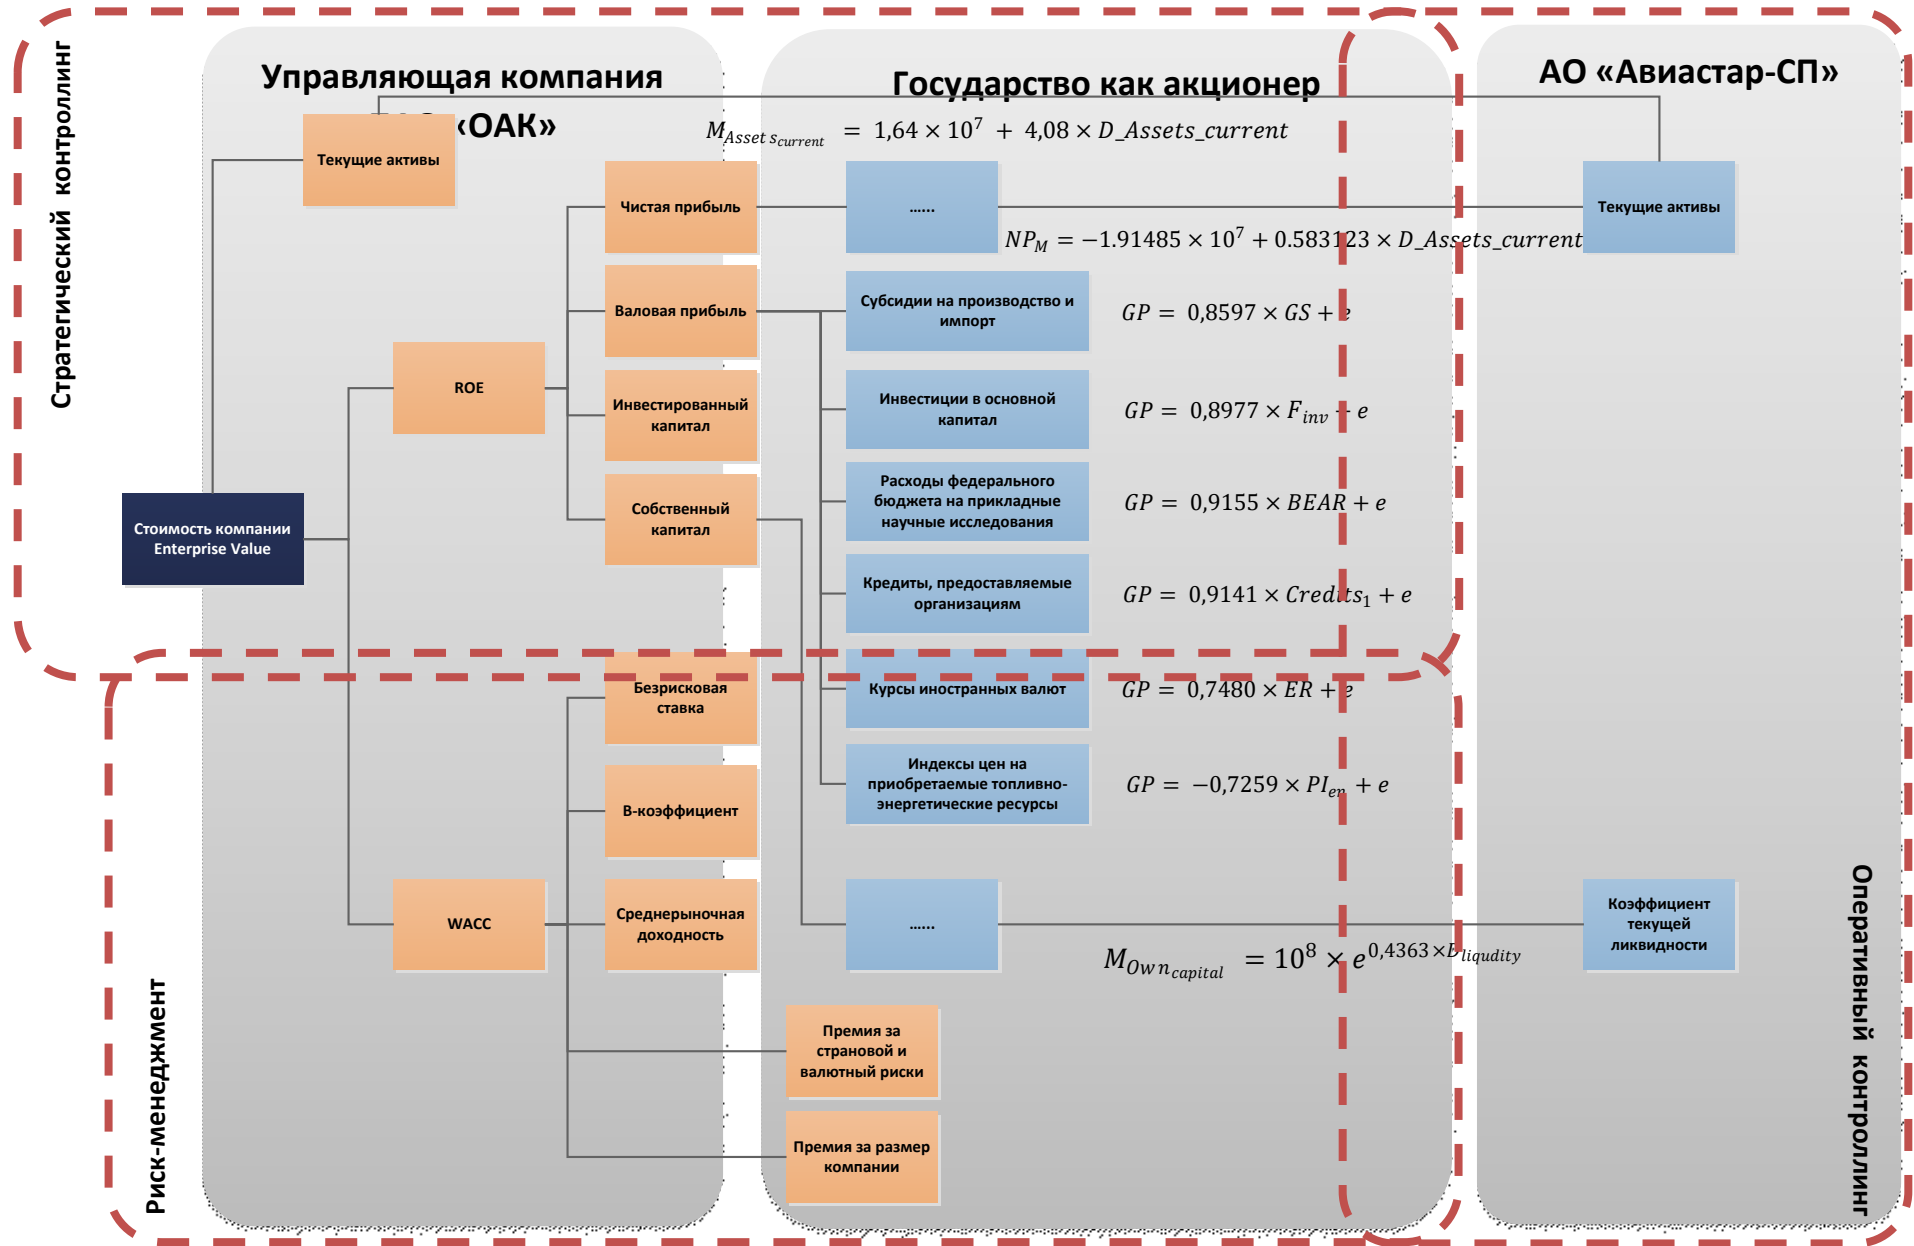 Стратегический контроллинг
Управляющая компания
«ОАК»
Государство как акционер
АО «Авиастар-СП»
Текущие активы
M_{Assets_{current}} = 1,64 × 10^7 + 4,08 × D_Assets_current
Чистая прибыль
......
Текущие активы
NP_M = −1.91485 × 10^7 + 0.583123 × D_Assets_current
Валовая прибыль
Субсидии на производство и
импорт
GP = 0,8597 × GS + e
ROE
Инвестированный
капитал
Инвестиции в основной
капитал
GP = 0,8977 × F_{inv} + e
Собственный
капитал
Расходы федерального
бюджета на прикладные
научные исследования
GP = 0,9155 × BEAR + e
Стоимость компании
Enterprise Value
Кредиты, предоставляемые
организациям
GP = 0,9141 × Credits_1 + e
Безрисковая
ставка
Курсы иностранных валют
GP = 0,7480 × ER + e
В-коэффициент
Индексы цен на
приобретаемые топливно-
энергетические ресурсы
GP = −0,7259 × PI_{en} + e
WACC
Среднерыночная
доходность
......
Коэффициент
текущей
ликвидности
M_{Own_{capital}} = 10^8 × e^{0,4363×D_{liqudity}}
Премия за
страновой и
валютный риски
Премия за размер
компании
Риск-менеджмент
Оперативный контроллинг